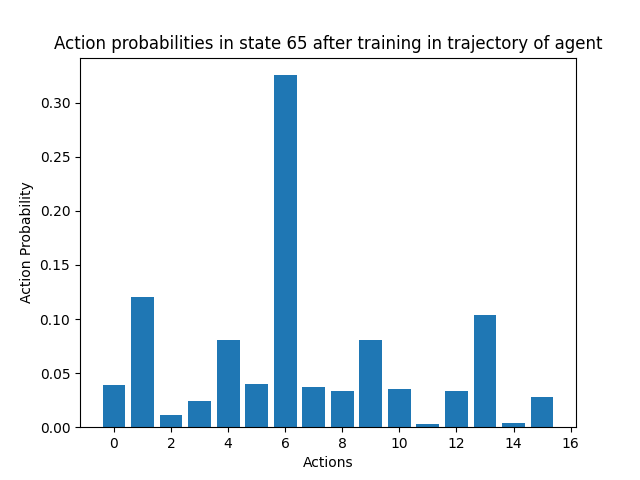 Action probabilities in state 65 after training in trajectory of agent
0.30
0.25
0.20
0.15
0.10
0.05
0.00
Action Probability
0 2 4 6 8 10 12 14 16
Actions